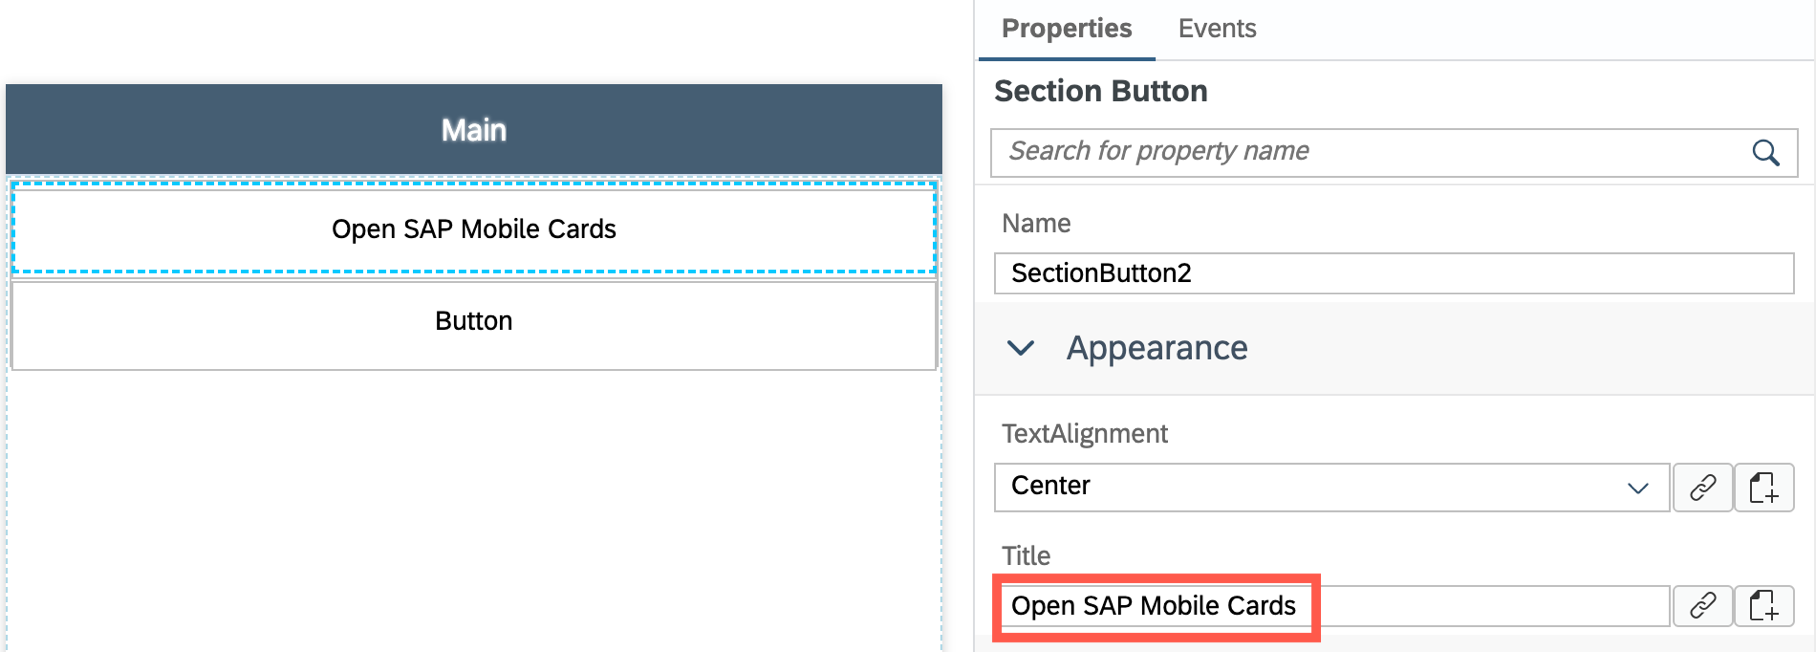 Main
Open SAP Mobile Cards
Button
Properties
Events
Section Button
Search for property name
Name
SectionButton2
Appearance
TextAlignment
Center
Title
Open SAP Mobile Cards